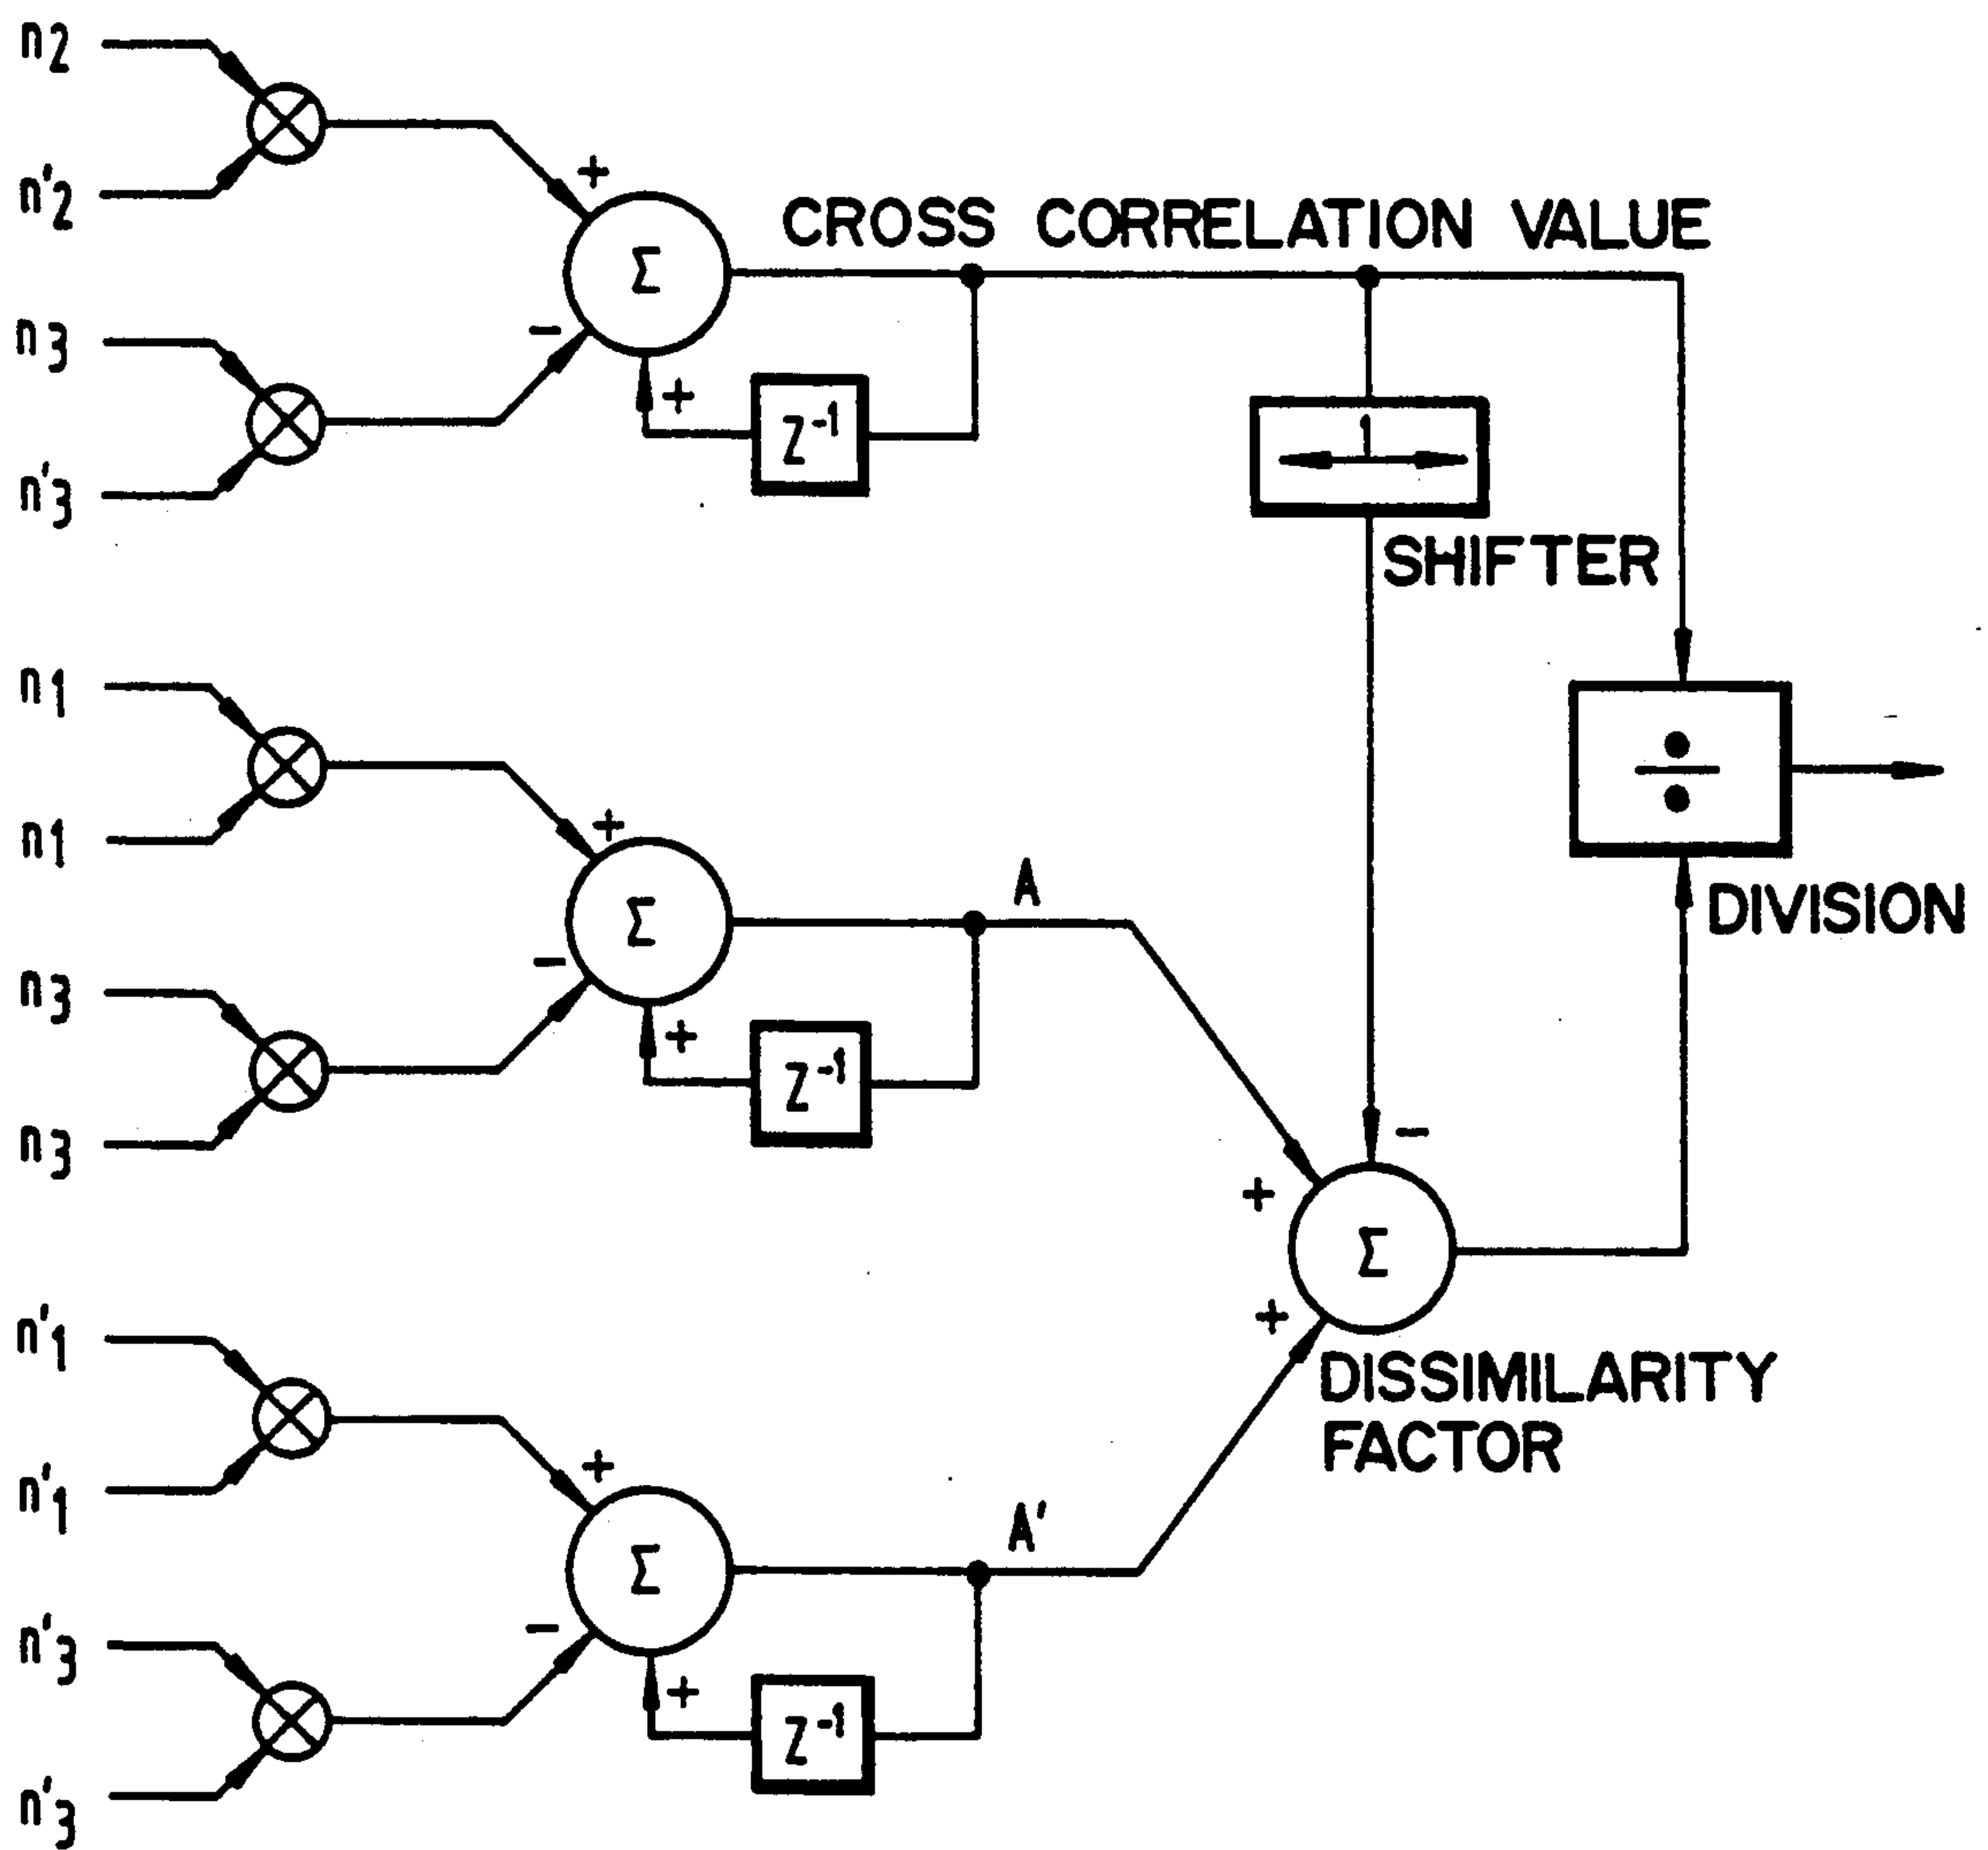 n2
+
n'2
CROSS CORRELATION VALUE
Σ
n3
-
+
Z-1
1
n'3
SHIFTER
n1
÷
+
n1
A
DIVISION
Σ
-
n3
+
Z-1
-
n3
+
Σ
+
n'1
DISSIMILARITY
FACTOR
+
n'1
A'
Σ
-
n'3
+
Z-1
n'3